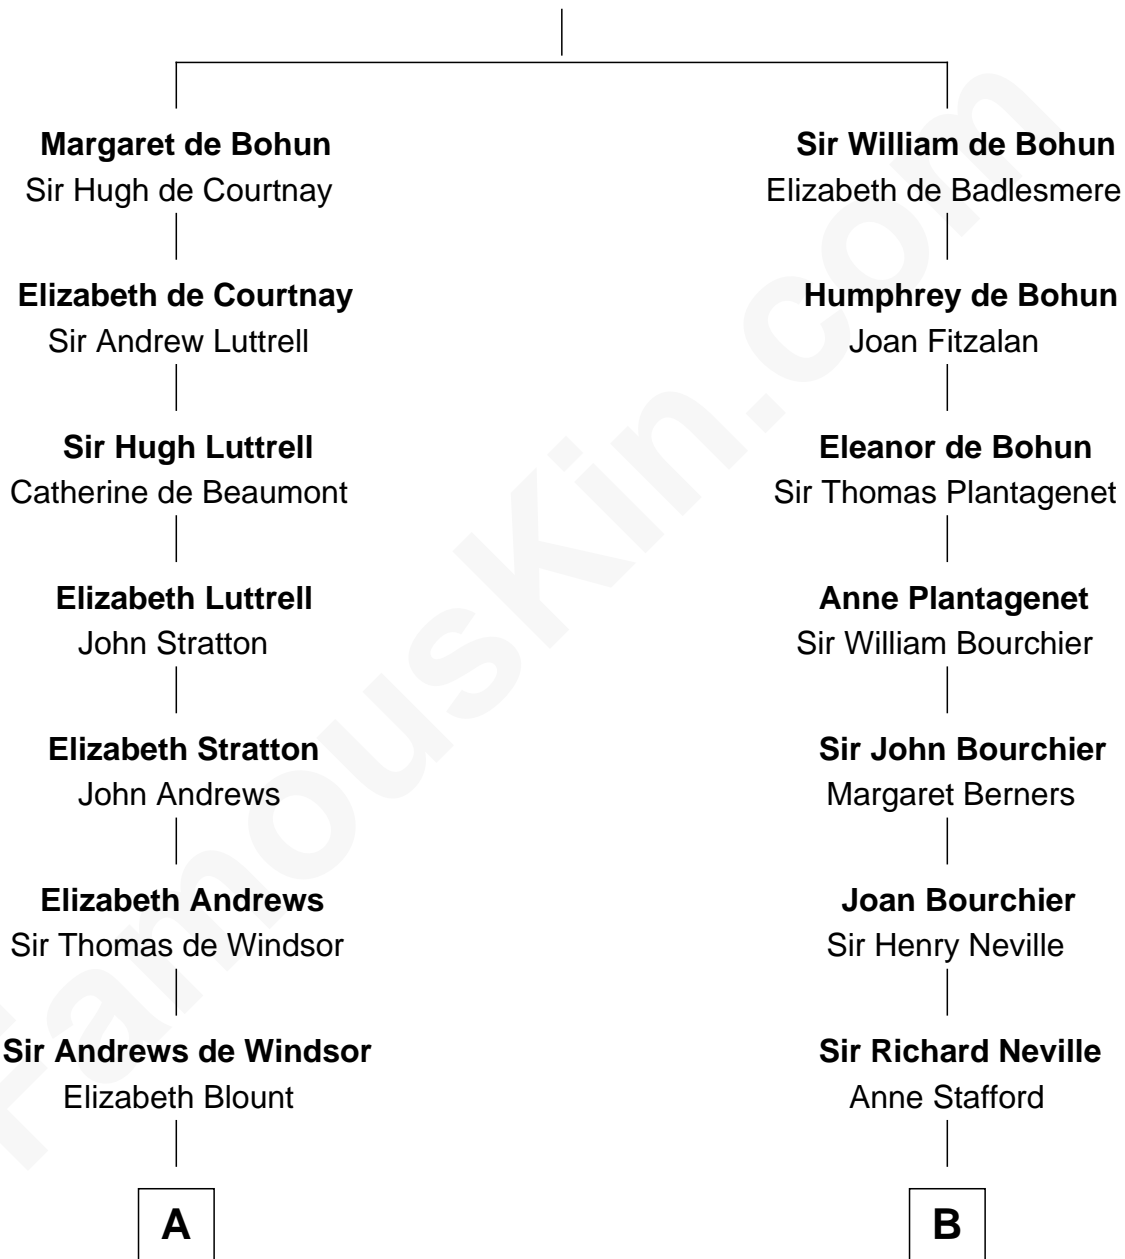 Margaret de Bohun
Sir Hugh de Courtnay
Elizabeth de Courtnay
Sir Andrew Luttrell
Sir Hugh Luttrell
Catherine de Beaumont
Elizabeth Luttrell
John Stratton
Elizabeth Stratton
John Andrews
Elizabeth Andrews
Sir Thomas de Windsor
Sir Andrews de Windsor
Elizabeth Blount
A
Sir William de Bohun
Elizabeth de Badlesmere
Humphrey de Bohun
Joan Fitzalan
Eleanor de Bohun
Sir Thomas Plantagenet
Anne Plantagenet
Sir William Bourchier
Sir John Bourchier
Margaret Berners
Joan Bourchier
Sir Henry Neville
Sir Richard Neville
Anne Stafford
B
FamousKin.com